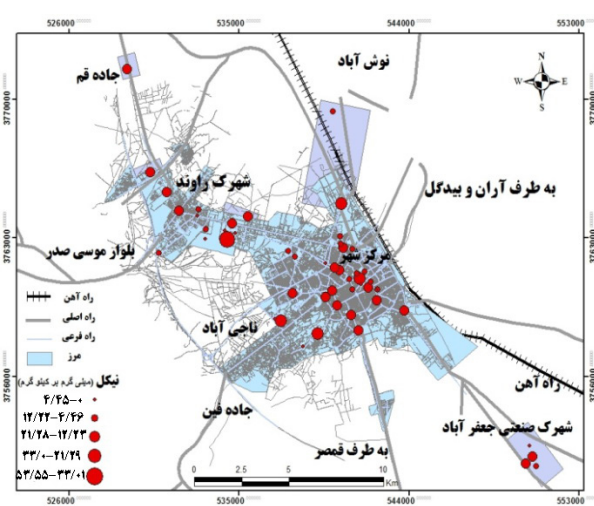 526000 535000 544000 553000
3770000
3763000
3756000
3770000
3763000
3756000
N
W E
S
نوش آباد
جاده قم
به طرف آران و بیدگل
شهرک راوند
مرکز شهر
بلوار موسی صدر
ناجی آباد
راه آهن
جاده فین
شهرک صنعتی جعفر آباد
به طرف قمصر
راه آهن
راه اصلی
راه فرعی
مرز
نیکل (میلی گرم بر کیلو گرم)
۴/۴۵-۰
۱۲/۲۲-۴/۴۶
۲۱/۲۸-۱۲/۲۳
۳۳/۰-۲۱/۲۹
۵۳/۵۵-۳۳/۰۱
0 2.5 5 10
Km
526000 535000 544000 553000